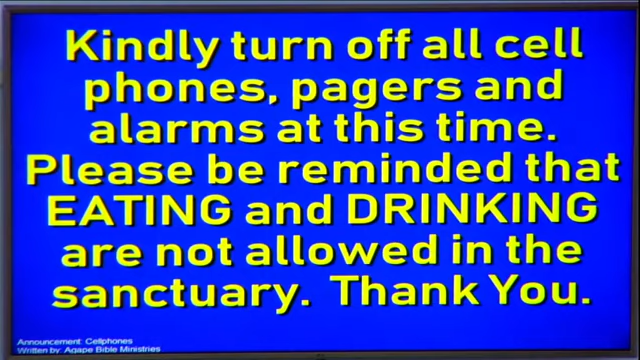 Kindly turn off all cell
phones, pagers and
alarms at this time.
Please be reminded that
EATING and DRINKING
are not allowed in the
sanctuary. Thank You.
Announcement: Cellphones
Written by: Agape Bible Ministries